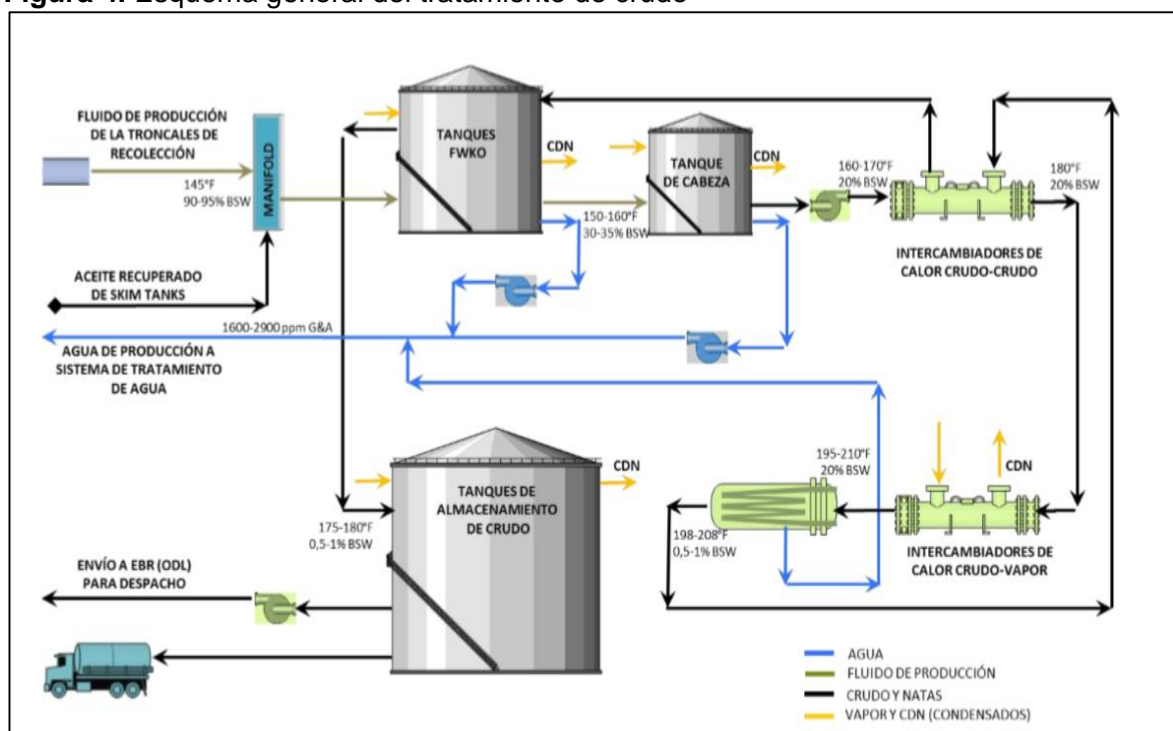 Figura 4. Esquema general del tratamiento de crudo
FLUIDO DE PRODUCCIÓN
DE LA TRONCALES DE
RECOLECCIÓN
145°F
90-95% BSW
MANIFOLD
ACEITE RECUPERADO
DE SKIM TANKS
TANQUES
FWKO
CDN
150-160°F
30-35% BSW
TANQUE
DE CABEZA
CDN
160-170°F
20% BSW
180°F
20% BSW
INTERCAMBIADORES DE
CALOR CRUDO-CRUDO
1600-2900 ppm G&A
AGUA DE PRODUCCIÓN A
SISTEMA DE TRATAMIENTO
DE AGUA
TANQUES DE
ALMACENAMIENTO
DE CRUDO
CDN
175-180°F
0,5-1% BSW
195-210°F
20% BSW
198-208°F
0,5-1% BSW
CDN
INTERCAMBIADORES DE
CALOR CRUDO-VAPOR
ENVÍO A EBR (ODL)
PARA DESPACHO
AGUA
FLUIDO DE PRODUCCIÓN
CRUDO Y NATAS
VAPOR Y CDN (CONDENSADOS)